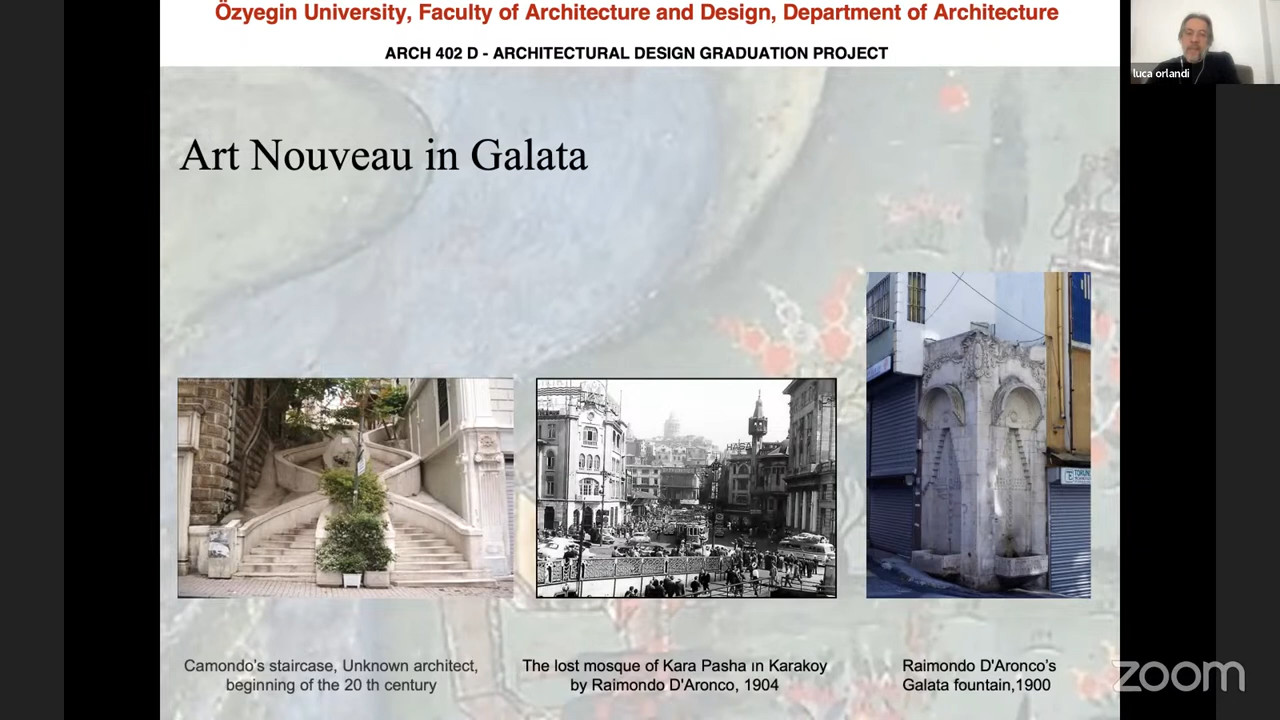 Özyegin University, Faculty of Architecture and Design, Department of Architecture
ARCH 402 D - ARCHITECTURAL DESIGN GRADUATION PROJECT
luca orlandi
Art Nouveau in Galata
Camondo's staircase, Unknown architect,
beginning of the 20 th century
The lost mosque of Kara Pasha ın Karakoy
by Raimondo D'Aronco, 1904
Raimondo D'Aronco's
Galata fountain,1900
zoom